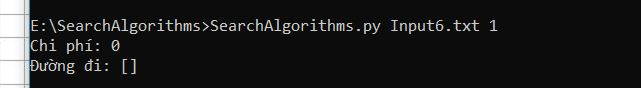 E:\SearchAlgorithms>SearchAlgorithms.py Input6.txt 1
Chi phí: 0
Đường đi: []